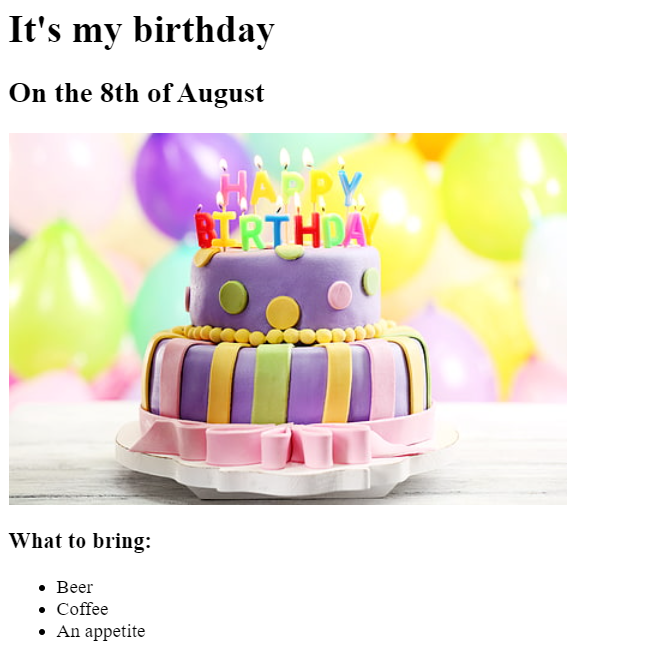 It's my birthday
On the 8th of August
HAPPY
BIRTHDAY
What to bring:
Beer
Coffee
An appetite